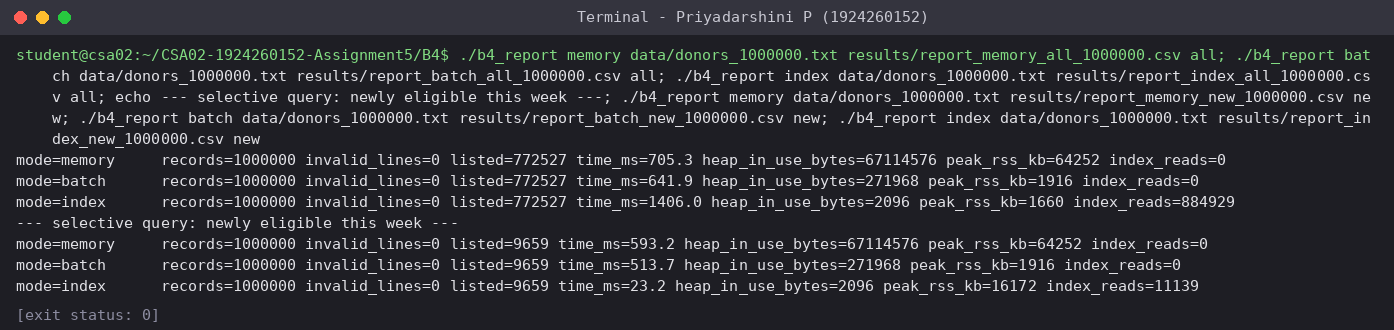 Terminal - Priyadarshini P (1924260152)
student@csa02:~/CSA02-1924260152-Assignment5/B4$ ./b4_report memory data/donors_1000000.txt results/report_memory_all_1000000.csv all; ./b4_report bat
ch data/donors_1000000.txt results/report_batch_all_1000000.csv all; ./b4_report index data/donors_1000000.txt results/report_index_all_1000000.cs
v all; echo --- selective query: newly eligible this week ---; ./b4_report memory data/donors_1000000.txt results/report_memory_new_1000000.csv ne
w; ./b4_report batch data/donors_1000000.txt results/report_batch_new_1000000.csv new; ./b4_report index data/donors_1000000.txt results/report_in
dex_new_1000000.csv new
mode=memory     records=1000000 invalid_lines=0 listed=772527 time_ms=705.3 heap_in_use_bytes=67114576 peak_rss_kb=64252 index_reads=0
mode=batch      records=1000000 invalid_lines=0 listed=772527 time_ms=641.9 heap_in_use_bytes=271968 peak_rss_kb=1916 index_reads=0
mode=index      records=1000000 invalid_lines=0 listed=772527 time_ms=1406.0 heap_in_use_bytes=2096 peak_rss_kb=1660 index_reads=884929
--- selective query: newly eligible this week ---
mode=memory     records=1000000 invalid_lines=0 listed=9659 time_ms=593.2 heap_in_use_bytes=67114576 peak_rss_kb=64252 index_reads=0
mode=batch      records=1000000 invalid_lines=0 listed=9659 time_ms=513.7 heap_in_use_bytes=271968 peak_rss_kb=1916 index_reads=0
mode=index      records=1000000 invalid_lines=0 listed=9659 time_ms=23.2 heap_in_use_bytes=2096 peak_rss_kb=16172 index_reads=11139
[exit status: 0]